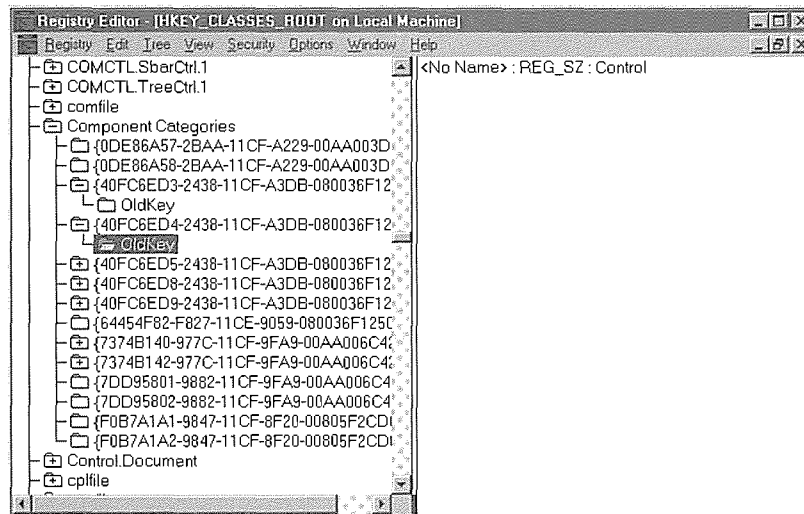 Registry Editor - [HKEY_CLASSES_ROOT on Local Machine]
Registry Edit Tree View Security Options Window Help
COMCTL.SbarCtrl.1
COMCTL.TreeCtrl.1
comfile
Component Categories
{0DE86A57-2BAA-11CF-A229-00AA003D
{0DE86A58-2BAA-11CF-A229-00AA003D
{40FC6ED3-2438-11CF-A3DB-080036F12
OldKey
{40FC6ED4-2438-11CF-A3DB-080036F12
OldKey
{40FC6ED5-2438-11CF-A3DB-080036F12
{40FC6ED8-2438-11CF-A3DB-080036F12
{40FC6ED9-2438-11CF-A3DB-080036F12
{64454F82-F827-11CE-9059-080036F125C
{7374B140-977C-11CF-9FA9-00AA006C42
{7374B142-977C-11CF-9FA9-00AA006C42
{7DD95801-9882-11CF-9FA9-00AA006C4
{7DD95802-9882-11CF-9FA9-00AA006C4
{F0B7A1A1-9847-11CF-8F20-00805F2CD
{F0B7A1A2-9847-11CF-8F20-00805F2CD
Control.Document
cplfile
<No Name> : REG_SZ : Control